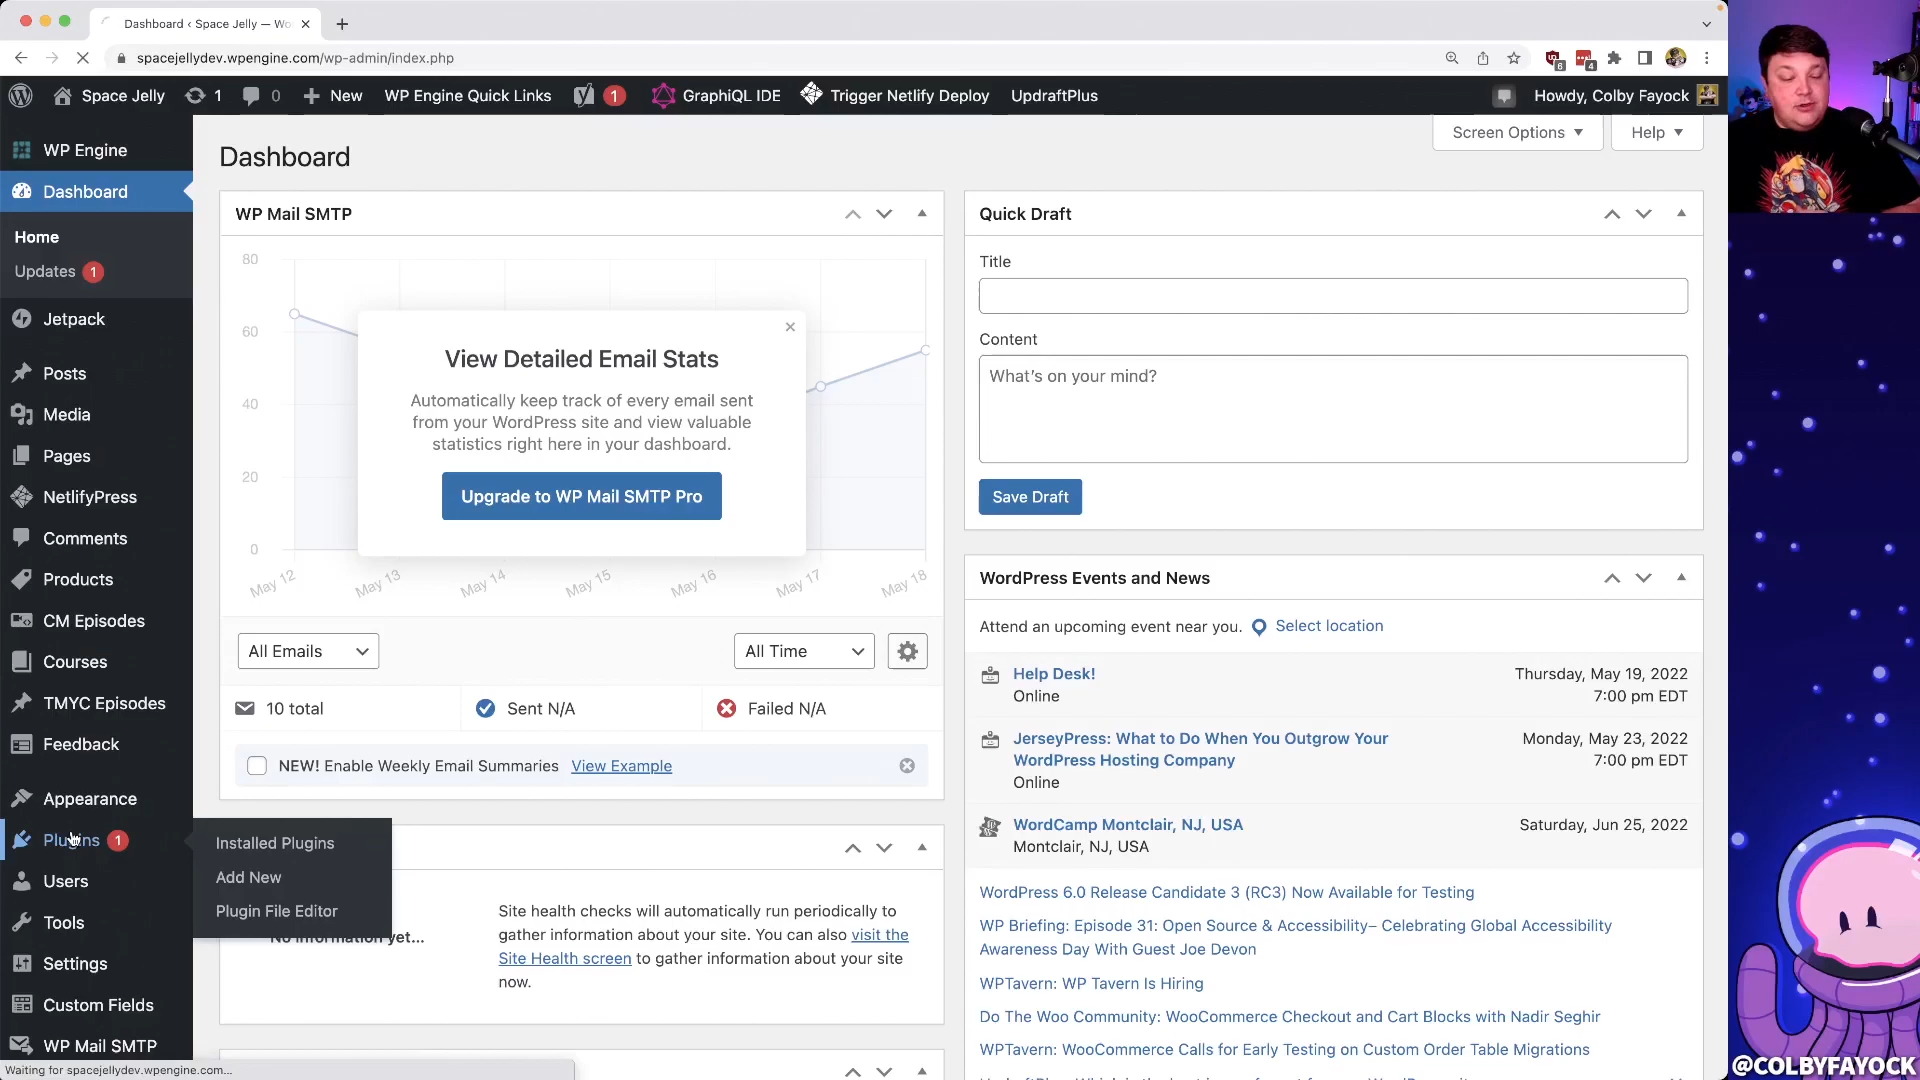 Dashboard ‹ Space Jelly — Wo
spacejellydev.wpengine.com/wp-admin/index.php
6
4
Space Jelly
1
0
New
WP Engine Quick Links
1
GraphiQL IDE
Trigger Netlify Deploy
UpdraftPlus
Howdy, Colby Fayock
WP Engine
Dashboard
Home
Updates 1
Jetpack
Posts
Media
Pages
NetlifyPress
Comments
Products
CM Episodes
Courses
TMYC Episodes
Feedback
Appearance
Plugins 1
Users
Tools
Settings
Custom Fields
WP Mail SMTP
Installed Plugins
Add New
Plugin File Editor
Screen Options
Help
Dashboard
WP Mail SMTP
80
60
40
20
0
May 12
May 13
May 14
May 15
May 16
May 17
May 18
View Detailed Email Stats
Automatically keep track of every email sent
from your WordPress site and view valuable
statistics right here in your dashboard.
Upgrade to WP Mail SMTP Pro
All Emails
All Time
10 total
Sent N/A
Failed N/A
NEW! Enable Weekly Email Summaries View Example
No information yet...
Site health checks will automatically run periodically to
gather information about your site. You can also visit the
Site Health screen to gather information about your site
now.
Quick Draft
Title
Content
What's on your mind?
Save Draft
WordPress Events and News
Attend an upcoming event near you. Select location
Help Desk!
Online
Thursday, May 19, 2022
7:00 pm EDT
JerseyPress: What to Do When You Outgrow Your
WordPress Hosting Company
Online
Monday, May 23, 2022
7:00 pm EDT
WordCamp Montclair, NJ, USA
Montclair, NJ, USA
Saturday, Jun 25, 2022
WordPress 6.0 Release Candidate 3 (RC3) Now Available for Testing
WP Briefing: Episode 31: Open Source & Accessibility– Celebrating Global Accessibility
Awareness Day With Guest Joe Devon
WPTavern: WP Tavern Is Hiring
Do The Woo Community: WooCommerce Checkout and Cart Blocks with Nadir Seghir
WPTavern: WooCommerce Calls for Early Testing on Custom Order Table Migrations
Waiting for spacejellydev.wpengine.com...
@COLBYFAYOCK